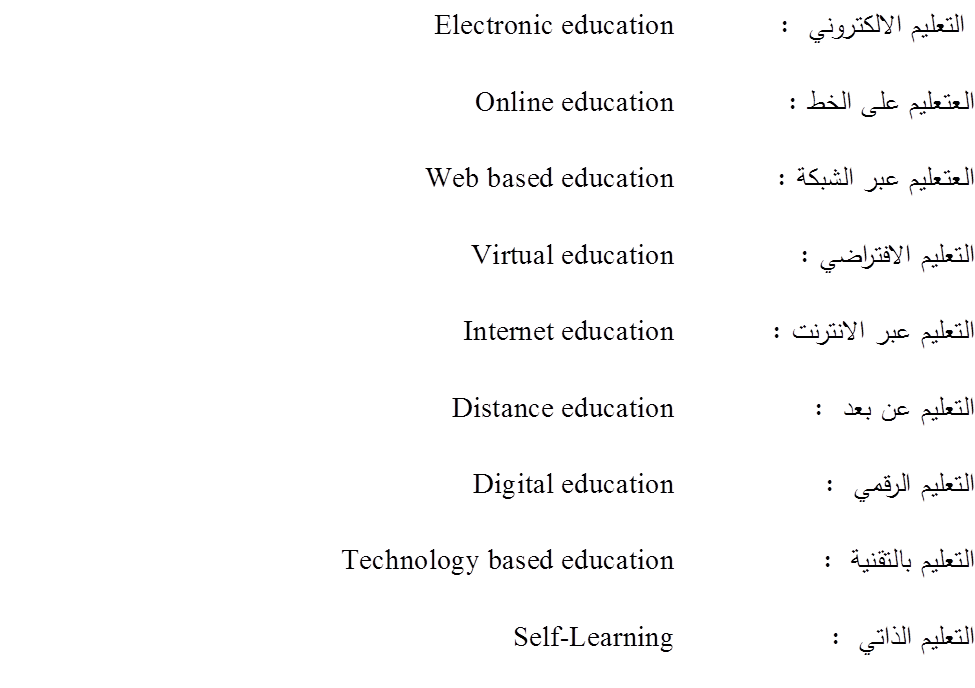 التعليم الالكتروني : Electronic education
العتعليم على الخط : Online education
العتعليم عبر الشبكة : Web based education
التعليم الافتراضي : Virtual education
التعليم عبر الانترنت : Internet education
التعليم عن بعد : Distance education
التعليم الرقمي : Digital education
التعليم بالتقنية : Technology based education
التعليم الذاتي : Self-Learning